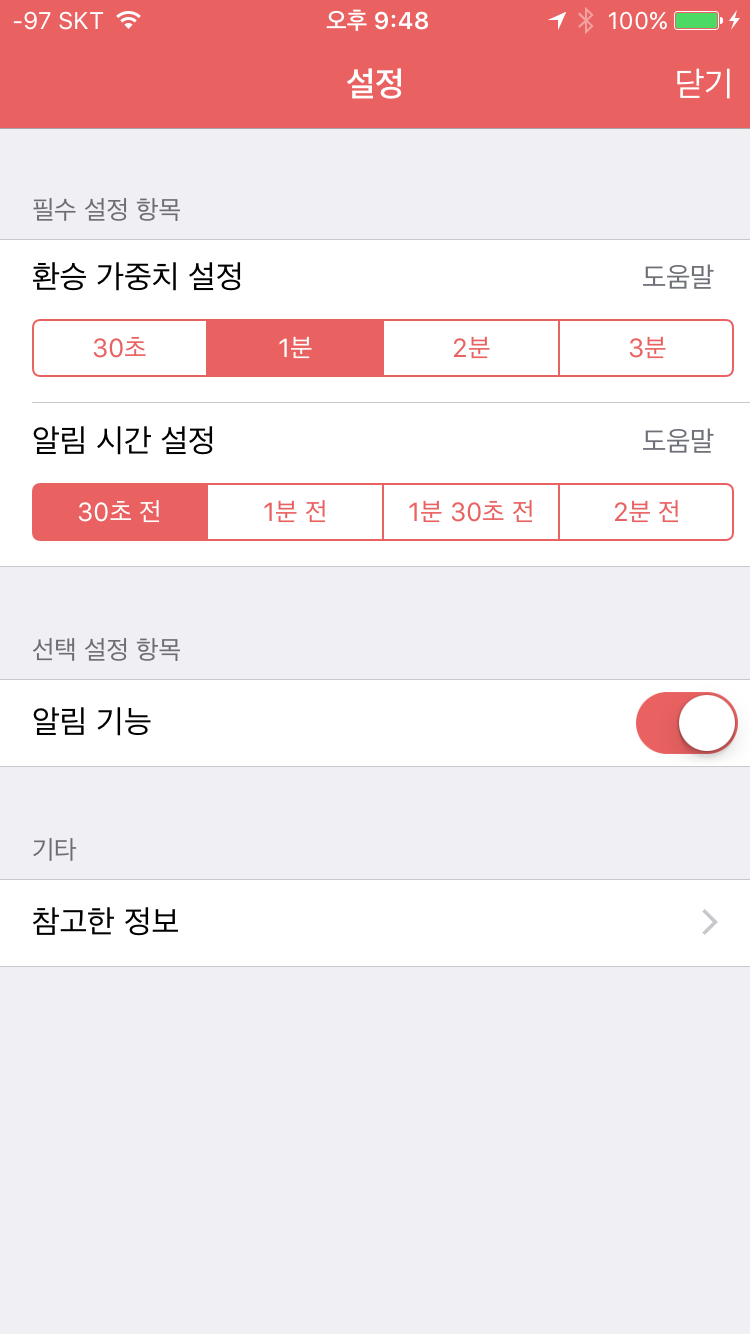 -97 SKT 오후 9:48 100%
설정 닫기
필수 설정 항목
환승 가중치 설정 도움말
30초 1분 2분 3분
알림 시간 설정 도움말
30초 전 1분 전 1분 30초 전 2분 전
선택 설정 항목
알림 기능
기타
참고한 정보